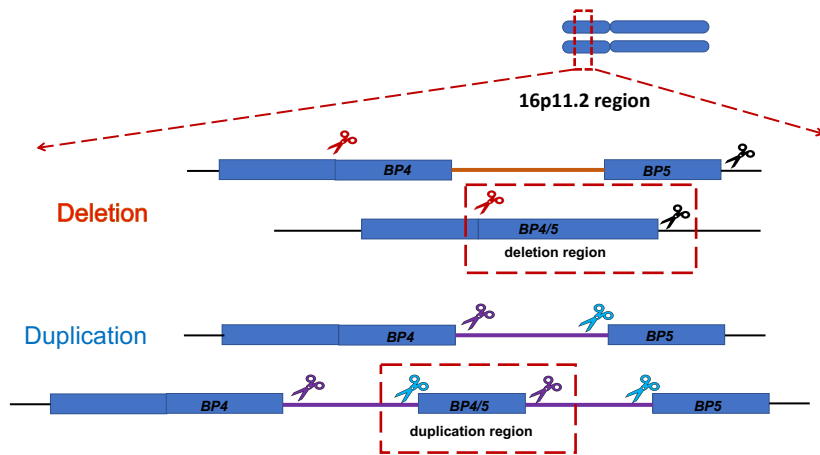 16p11.2 region
BP4
BP5
Deletion
BP4/5
deletion region
Duplication
BP4
BP5
BP4
BP4/5
BP5
duplication region